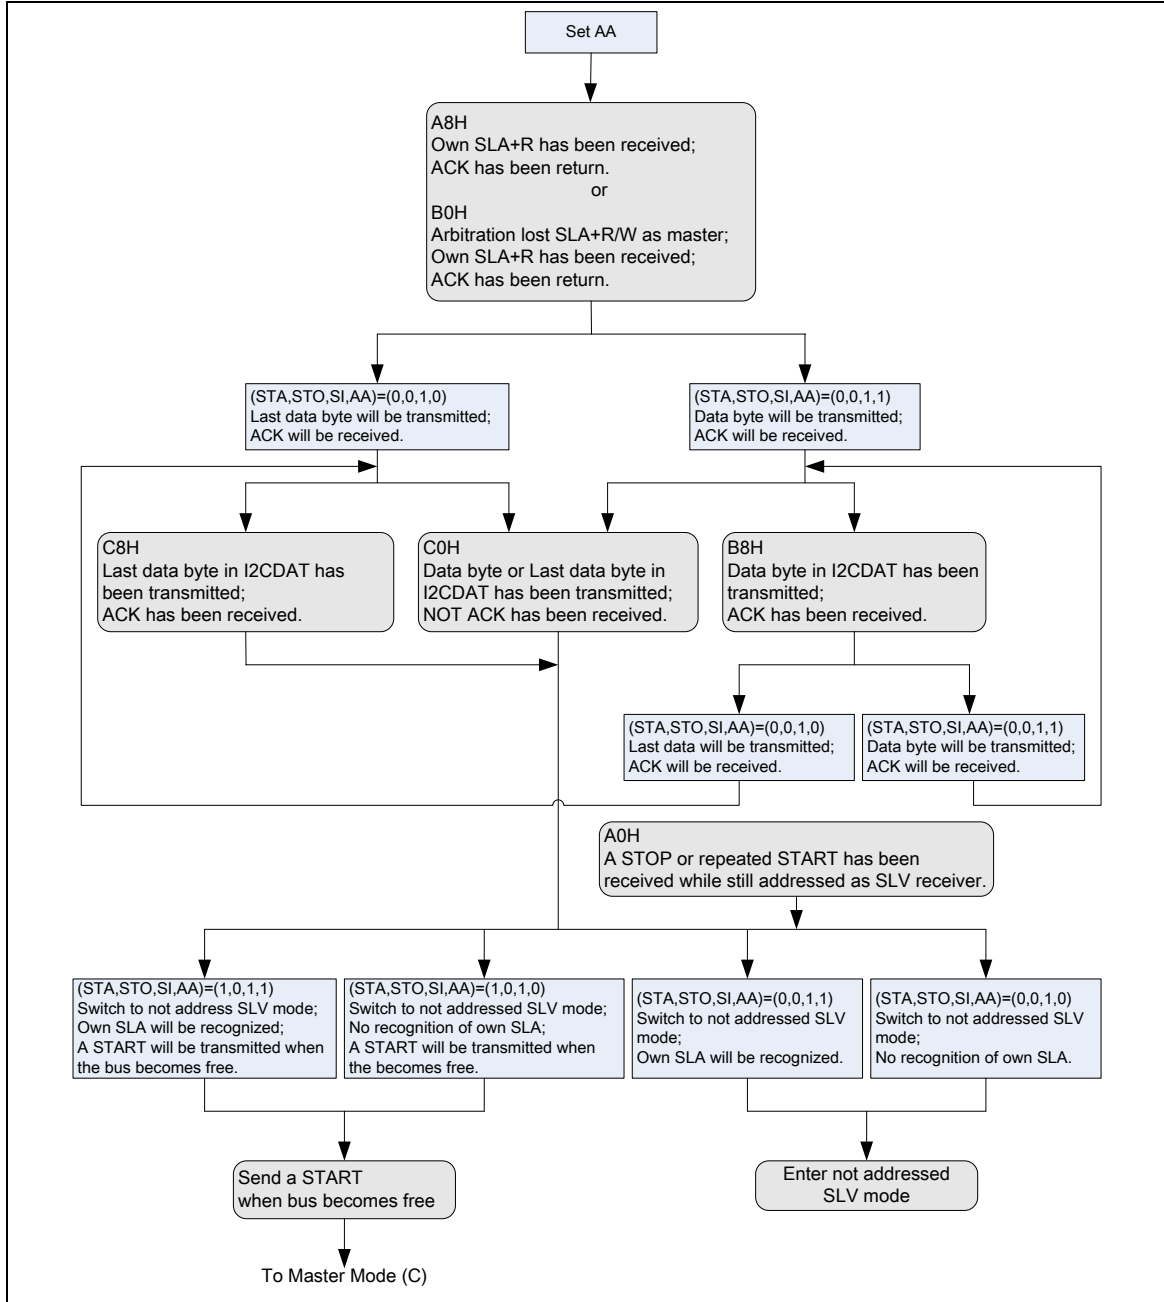 Set AA
A8H
Own SLA+R has been received;
ACK has been return.
or
B0H
Arbitration lost SLA+R/W as master;
Own SLA+R has been received;
ACK has been return.
(STA,STO,SI,AA)=(0,0,1,0)
Last data byte will be transmitted;
ACK will be received.
(STA,STO,SI,AA)=(0,0,1,1)
Data byte will be transmitted;
ACK will be received.
C8H
Last data byte in I2CDAT has
been transmitted;
ACK has been received.
C0H
Data byte or Last data byte in
I2CDAT has been transmitted;
NOT ACK has been received.
B8H
Data byte in I2CDAT has been
transmitted;
ACK has been received.
(STA,STO,SI,AA)=(0,0,1,0)
Last data will be transmitted;
ACK will be received.
(STA,STO,SI,AA)=(0,0,1,1)
Data byte will be transmitted;
ACK will be received.
A0H
A STOP or repeated START has been
received while still addressed as SLV receiver.
(STA,STO,SI,AA)=(1,0,1,1)
Switch to not address SLV mode;
Own SLA will be recognized;
A START will be transmitted when
the bus becomes free.
(STA,STO,SI,AA)=(1,0,1,0)
Switch to not addressed SLV mode;
No recognition of own SLA;
A START will be transmitted when
the becomes free.
(STA,STO,SI,AA)=(0,0,1,1)
Switch to not addressed SLV
mode;
Own SLA will be recognized.
(STA,STO,SI,AA)=(0,0,1,0)
Switch to not addressed SLV
mode;
No recognition of own SLA.
Send a START
when bus becomes free
Enter not addressed
SLV mode
To Master Mode (C)